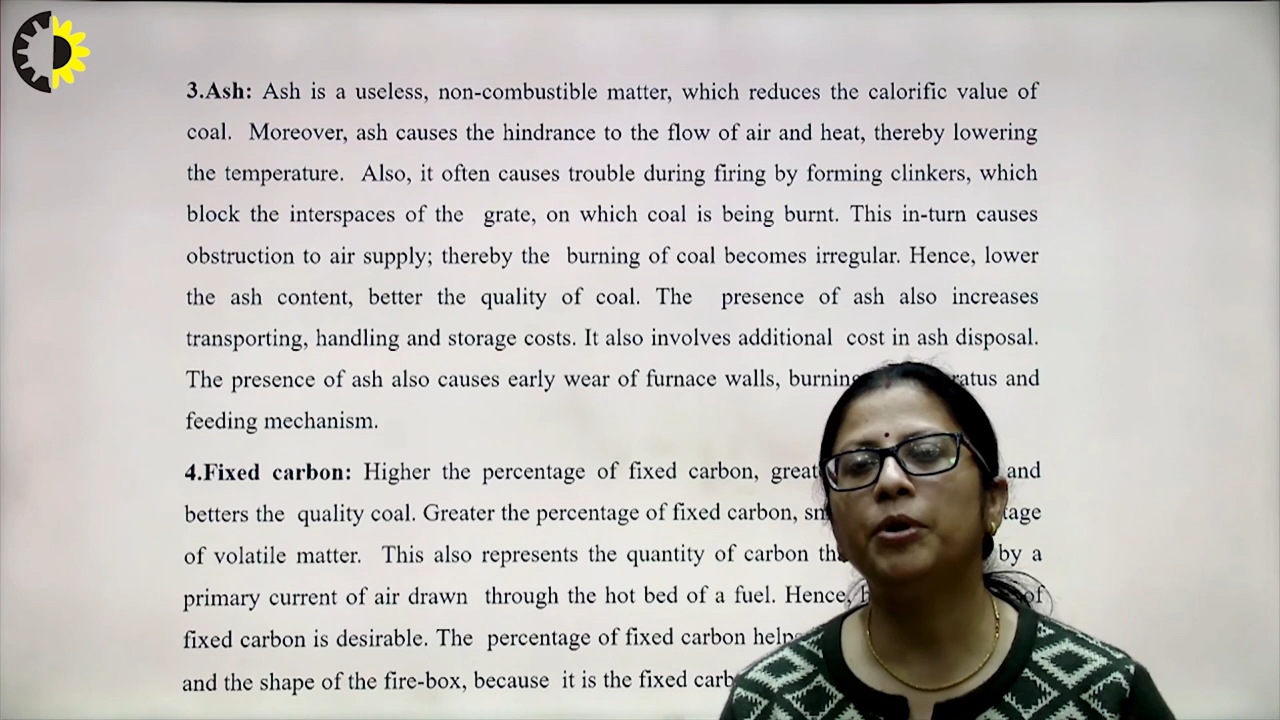 3.Ash: Ash is a useless, non-combustible matter, which reduces the calorific value of
coal. Moreover, ash causes the hindrance to the flow of air and heat, thereby lowering
the temperature. Also, it often causes trouble during firing by forming clinkers, which
block the interspaces of the grate, on which coal is being burnt. This in-turn causes
obstruction to air supply; thereby the burning of coal becomes irregular. Hence, lower
the ash content, better the quality of coal. The presence of ash also increases
transporting, handling and storage costs. It also involves additional cost in ash disposal.
The presence of ash also causes early wear of furnace walls, and
feeding mechanism.
4.Fixed carbon: Higher the percentage of fixed carbon, and
betters the quality coal. Greater the percentage of fixed carbon,
of volatile matter. This also represents the quantity of carbon by a
primary current of air drawn through the hot bed of a fuel. Hence, of
fixed carbon is desirable. The percentage of fixed carbon
and the shape of the fire-box, because it is the fixed